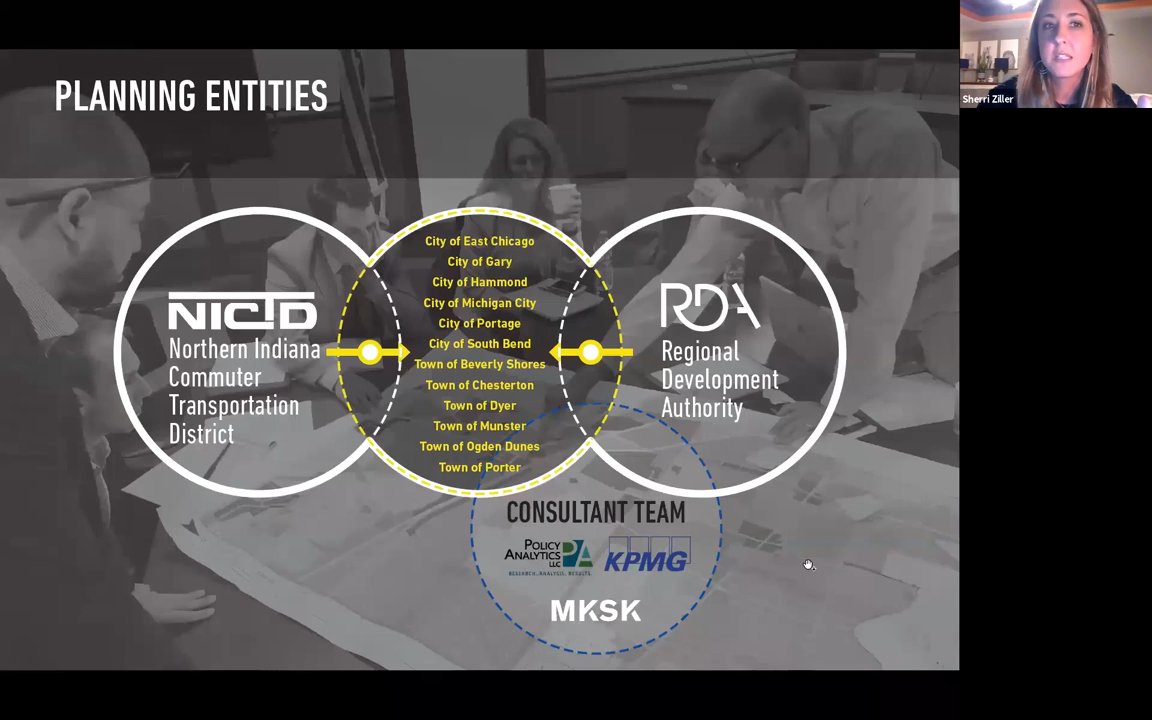 PLANNING ENTITIES
Sherri Ziller
NICTD
Northern Indiana
Commuter
Transportation
District
City of East Chicago
City of Gary
City of Hammond
City of Michigan City
City of Portage
City of South Bend
Town of Beverly Shores
Town of Chesterton
Town of Dyer
Town of Munster
Town of Ogden Dunes
Town of Porter
RDA
Regional
Development
Authority
CONSULTANT TEAM
POLICY
ANALYTICS
LLC
PA
RESEARCH. ANALYSIS. RESULTS.
KPMG
MKSK